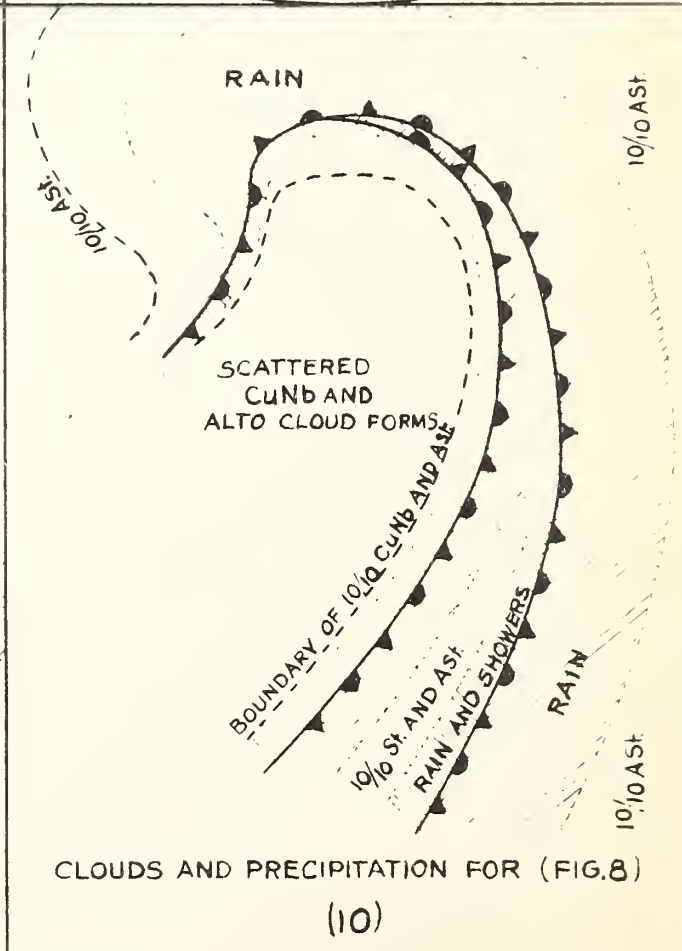 RAIN
10/10 ASt.
10/10 ASt.
SCATTERED
CuNb AND
ALTO CLOUD FORMS
BOUNDARY OF 10/10 CuNb AND ASt
10/10 St. AND ASt.
RAIN AND SHOWERS
RAIN
10/10 ASt.
CLOUDS AND PRECIPITATION FOR (FIG.8)
(10)